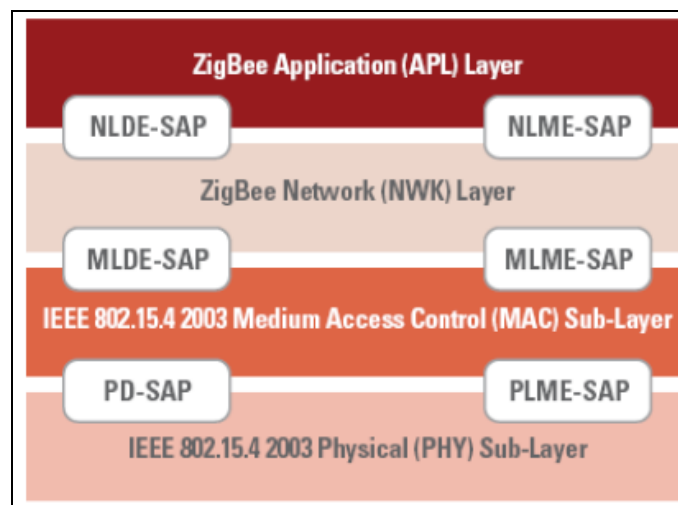 ZigBee Application (APL) Layer
NLDE-SAP
NLME-SAP
ZigBee Network (NWK) Layer
MLDE-SAP
MLME-SAP
IEEE 802.15.4 2003 Medium Access Control (MAC) Sub-Layer
PD-SAP
PLME-SAP
IEEE 802.15.4 2003 Physical (PHY) Sub-Layer